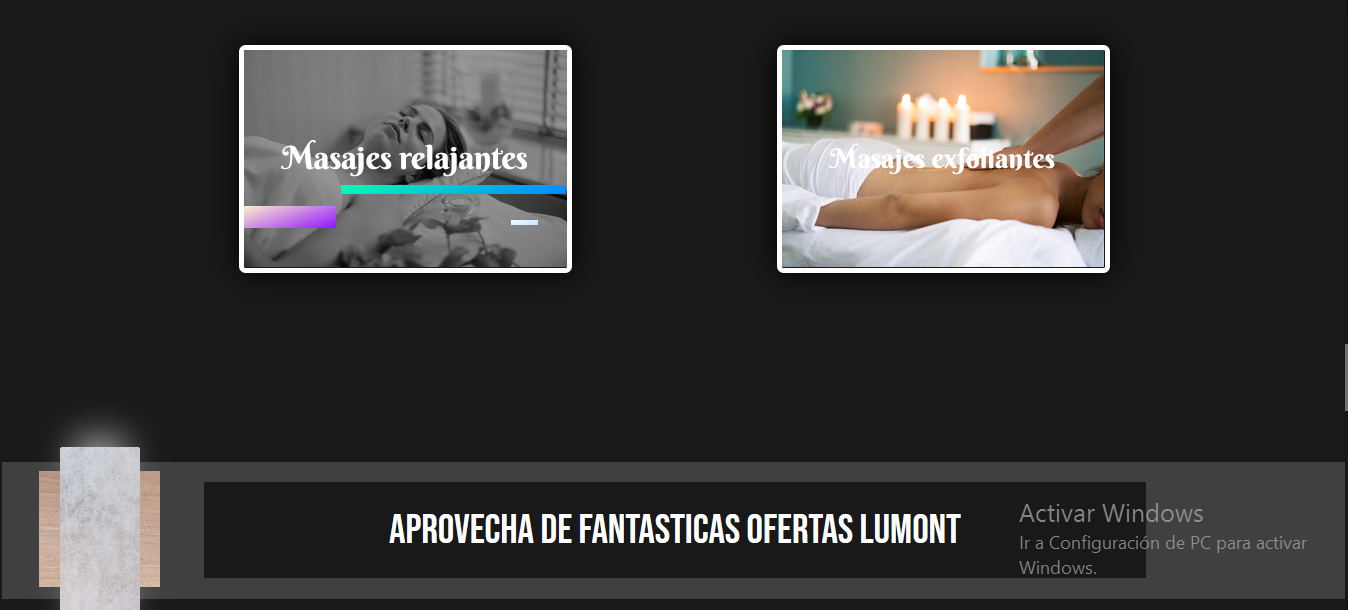 Masajes relajantes
Masajes exfoliantes
APROVECHA DE FANTASTICAS OFERTAS LUMONT
Activar Windows
Ir a Configuración de PC para activar
Windows.